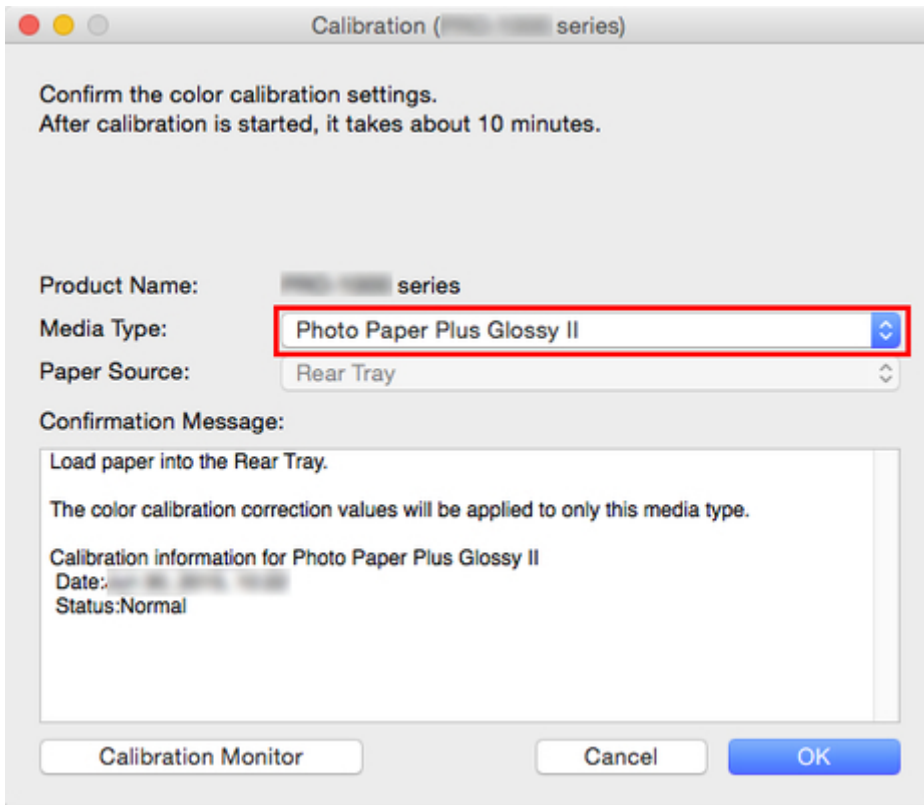 Calibration ( series)
Confirm the color calibration settings.
After calibration is started, it takes about 10 minutes.
Product Name: series
Media Type: Photo Paper Plus Glossy II
Paper Source: Rear Tray
Confirmation Message:
Load paper into the Rear Tray.
The color calibration correction values will be applied to only this media type.
Calibration information for Photo Paper Plus Glossy II
Date:
Status:Normal
Calibration Monitor Cancel OK